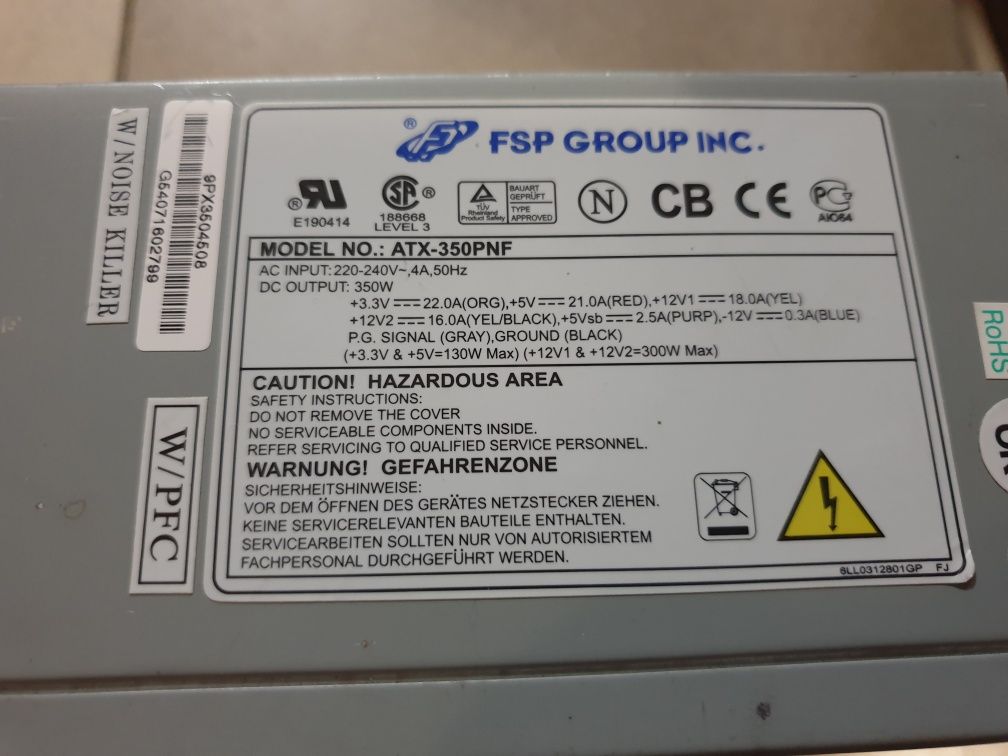 W/NOISE KILLER
9PX3504508
G540711602799
W/PFC
® FSP GROUP INC.
® RU
E190414
SA ®
188668
LEVEL 3
TÜV
Rheinland
Product Safety
BAUART
GEPRÜFT
TYPE
APPROVED
N
CB
CE
PC
MODEL NO.: ATX-350PNF
AC INPUT: 220-240V~,4A,50Hz
DC OUTPUT: 350W
+3.3V ⎓ 22.0A(ORG),+5V ⎓ 21.0A(RED),+12V1 ⎓ 18.0A(YEL)
+12V2 ⎓ 16.0A(YEL/BLACK),+5Vsb ⎓ 2.5A(PURP),-12V ⎓ 0.3A(BLUE)
P.G. SIGNAL (GRAY),GROUND (BLACK)
(+3.3V & +5V=130W Max) (+12V1 & +12V2=300W Max)
CAUTION! HAZARDOUS AREA
SAFETY INSTRUCTIONS:
DO NOT REMOVE THE COVER
NO SERVICEABLE COMPONENTS INSIDE.
REFER SERVICING TO QUALIFIED SERVICE PERSONNEL.
WARNUNG! GEFAHRENZONE
SICHERHEITSHINWEISE:
VOR DEM ÖFFNEN DES GERÄTES NETZSTECKER ZIEHEN.
KEINE SERVICERELEVANTEN BAUTEILE ENTHALTEN.
SERVICEARBEITEN SOLLTEN NUR VON AUTORISIERTEM
FACHPERSONAL DURCHGEFÜHRT WERDEN.
6LL0312801GP FJ
RoHS